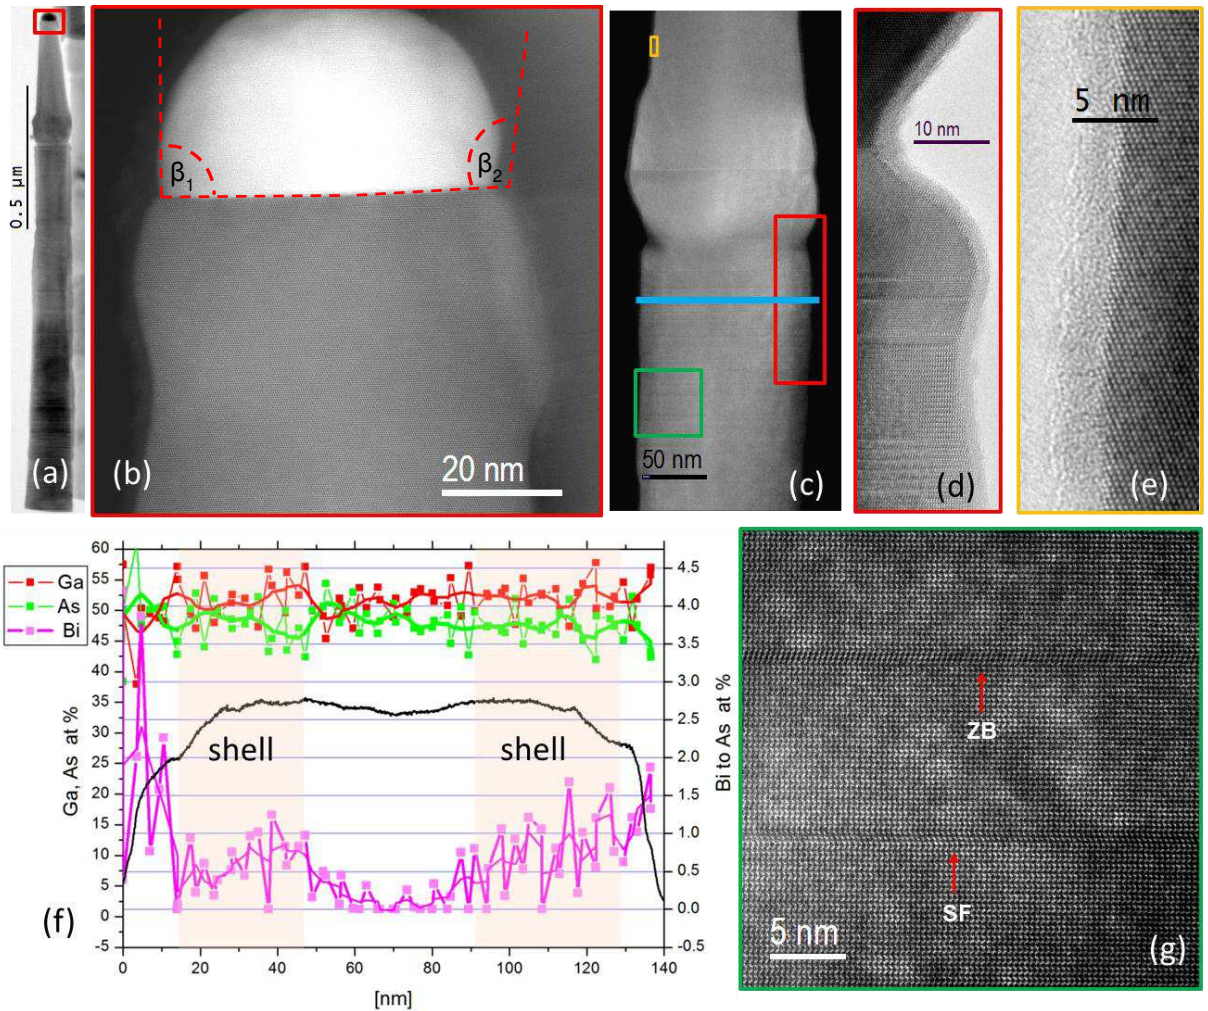 0.5 µm
(a)
β1
β2
(b)
20 nm
50 nm
(c)
10 nm
(d)
5 nm
(e)
Ga
As
Bi
60
55
50
45
40
35
30
25
20
15
10
5
0
-5
Ga, As at %
shell
shell
4.5
4.0
3.5
3.0
2.5
2.0
1.5
1.0
0.5
0.0
-0.5
Bi to As at %
0 20 40 60 80 100 120 140
[nm]
(f)
ZB
SF
5 nm
(g)